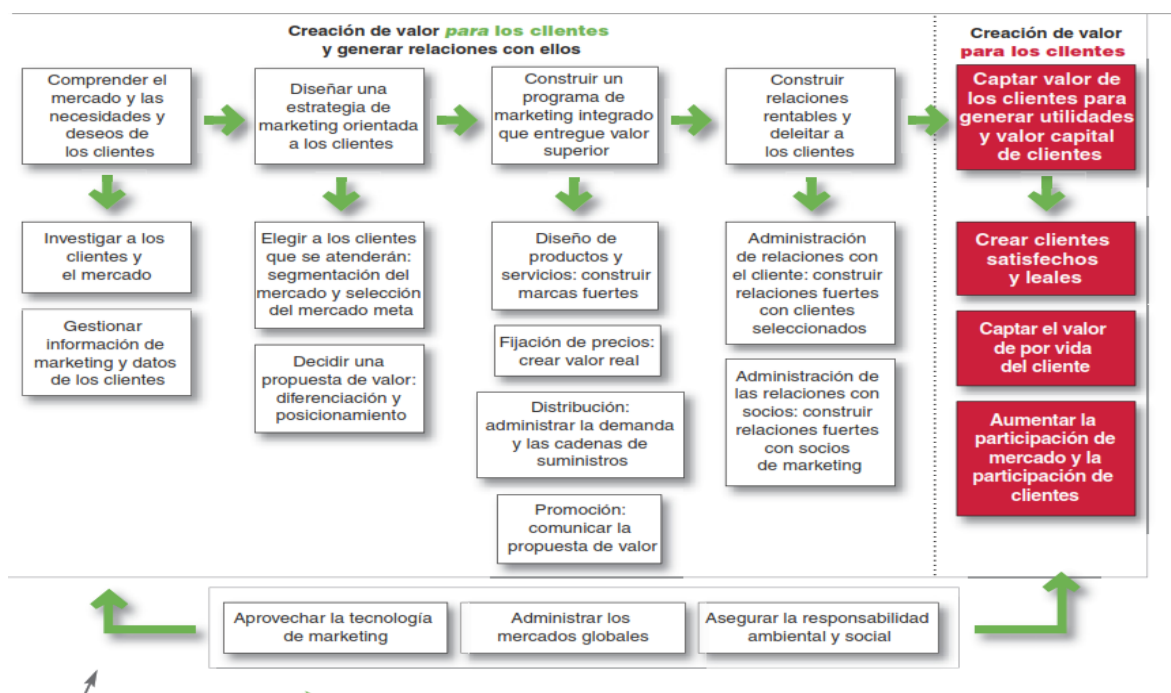 Creación de valor para los clientes
y generar relaciones con ellos
Creación de valor
para los clientes
Comprender el
mercado y las
necesidades y
deseos de
los clientes
Diseñar una
estrategia de
marketing orientada
a los clientes
Construir un
programa de
marketing integrado
que entregue valor
superior
Construir
relaciones
rentables y
deleitar a
los clientes
Captar valor de
los clientes para
generar utilidades
y valor capital
de clientes
Investigar a los
clientes y
el mercado
Gestionar
información de
marketing y datos
de los clientes
Elegir a los clientes
que se atenderán:
segmentación del
mercado y selección
del mercado meta
Decidir una
propuesta de valor:
diferenciación y
posicionamiento
Diseño de
productos y
servicios: construir
marcas fuertes
Fijación de precios:
crear valor real
Distribución:
administrar la demanda
y las cadenas de
suministros
Promoción:
comunicar la
propuesta de valor
Administración
de relaciones con
el cliente: construir
relaciones fuertes
con clientes
seleccionados
Administración de
las relaciones con
socios: construir
relaciones fuertes
con socios
de marketing
Crear clientes
satisfechos
y leales
Captar el valor
de por vida
del cliente
Aumentar la
participación de
mercado y la
participación de
clientes
Aprovechar la tecnología
de marketing
Administrar los
mercados globales
Asegurar la responsabilidad
ambiental y social